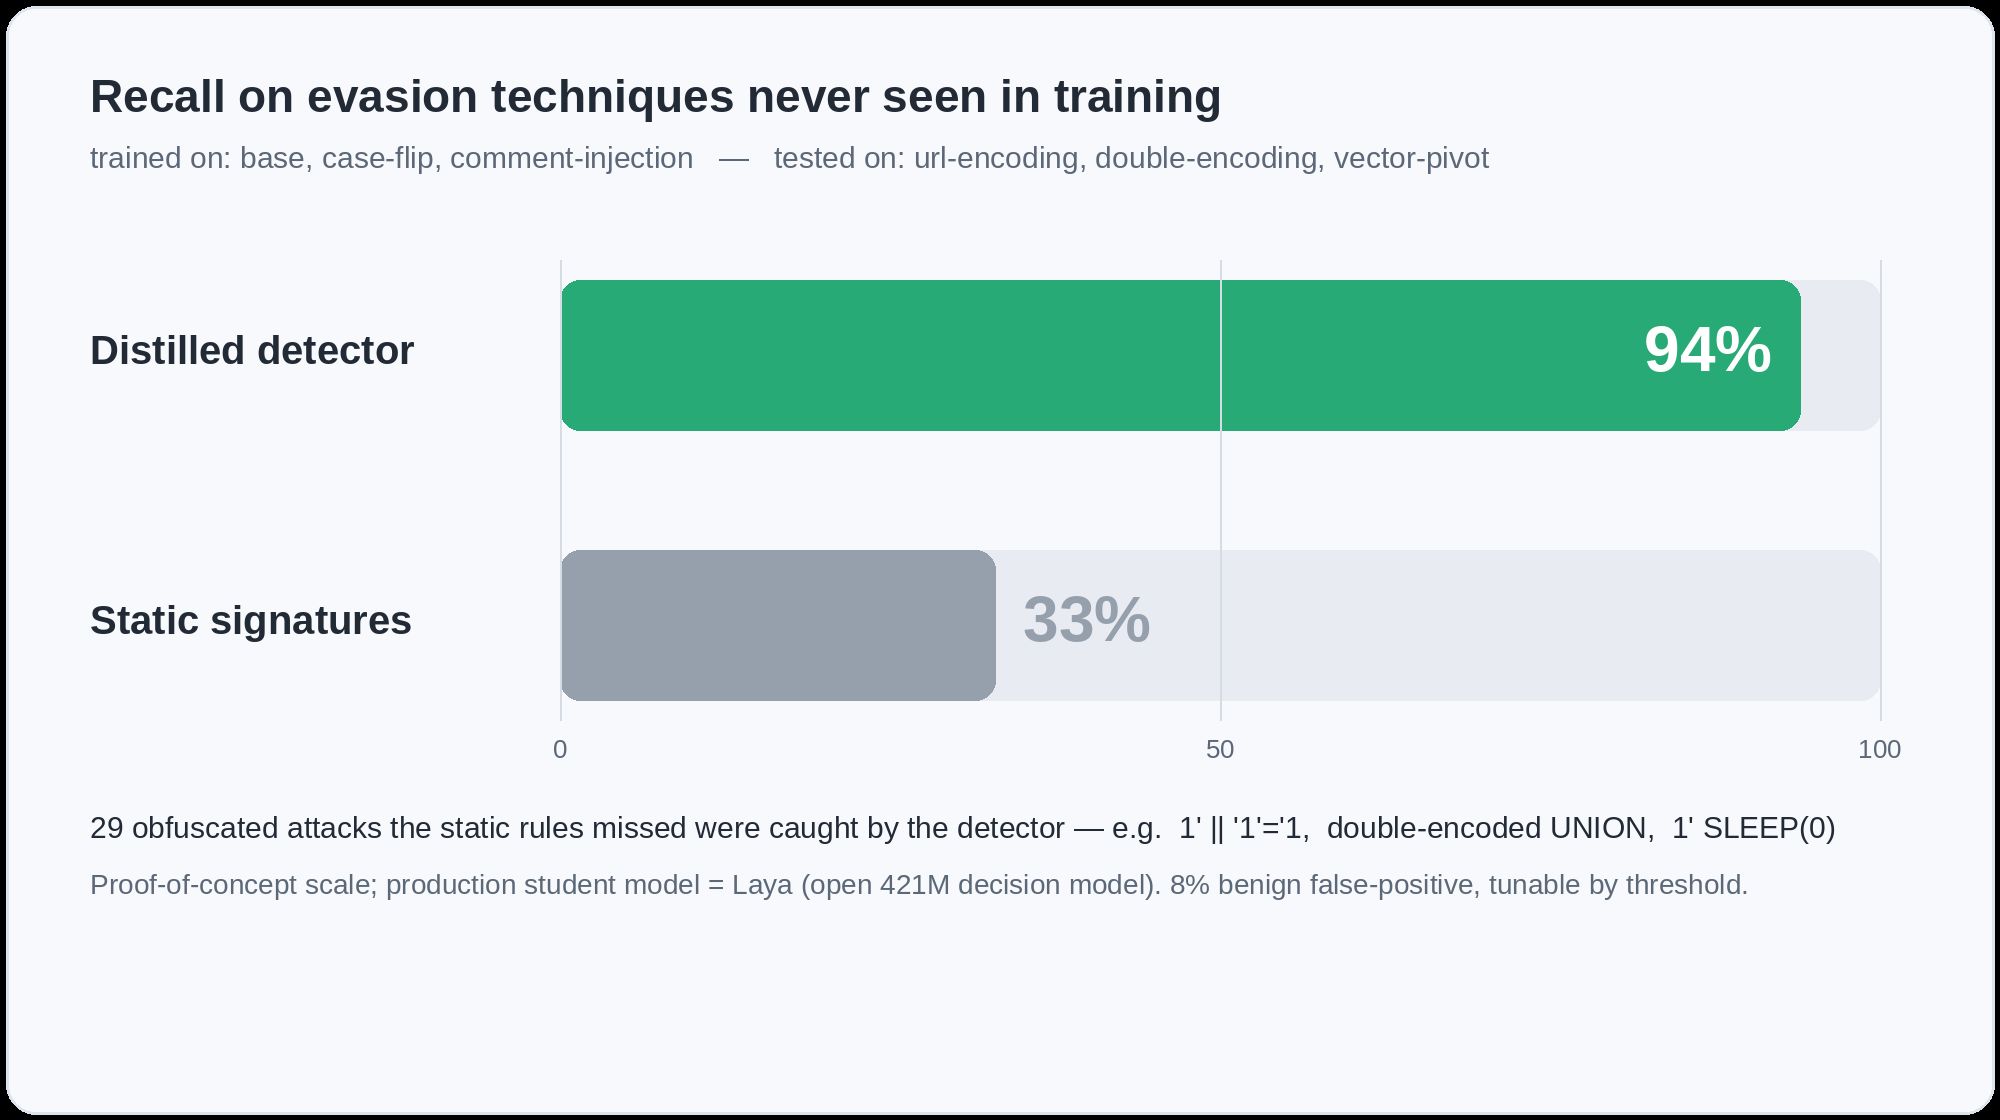 Recall on evasion techniques never seen in training
trained on: base, case-flip, comment-injection — tested on: url-encoding, double-encoding, vector-pivot
Distilled detector
94%
Static signatures
33%
0 50 100
29 obfuscated attacks the static rules missed were caught by the detector — e.g. 1' || '1'='1, double-encoded UNION, 1' SLEEP(0)
Proof-of-concept scale; production student model = Laya (open 421M decision model). 8% benign false-positive, tunable by threshold.